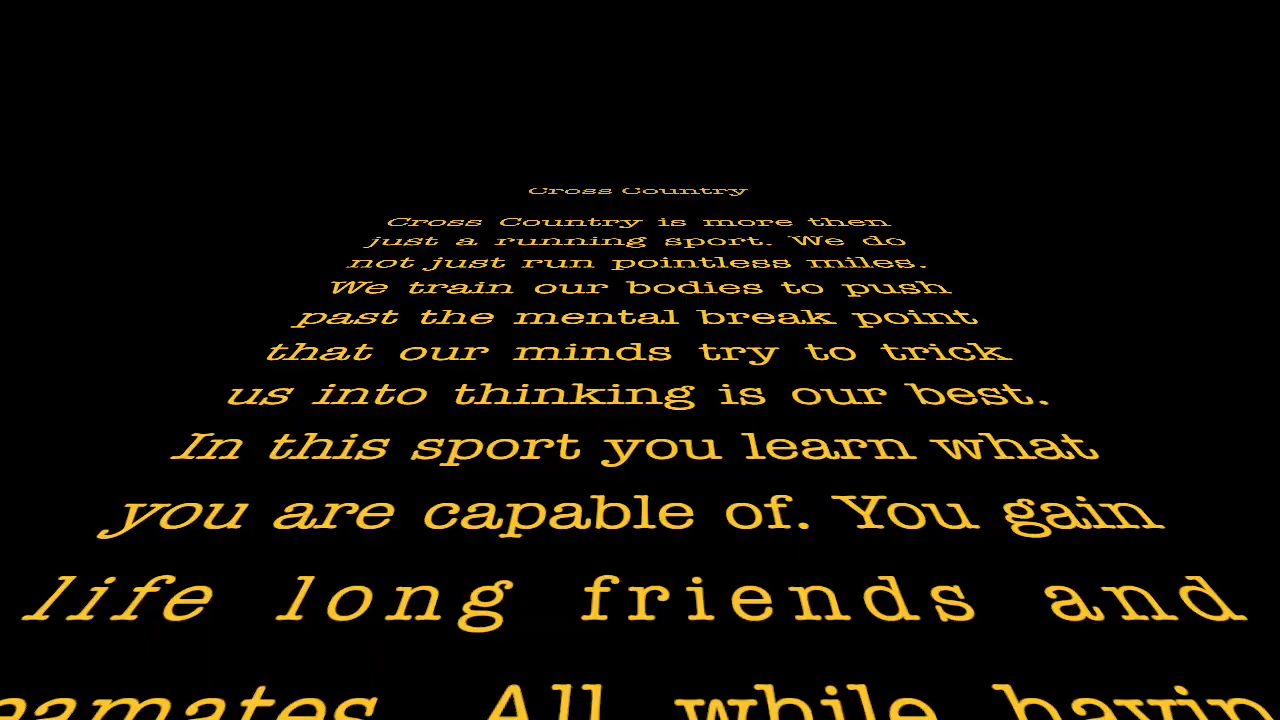 Cross Country
Cross Country is more then
just a running sport. We do
not just run pointless miles.
We train our bodies to push
past the mental break point
that our minds try to trick
us into thinking is our best.
In this sport you learn what
you are capable of. You gain
life long friends and
All while